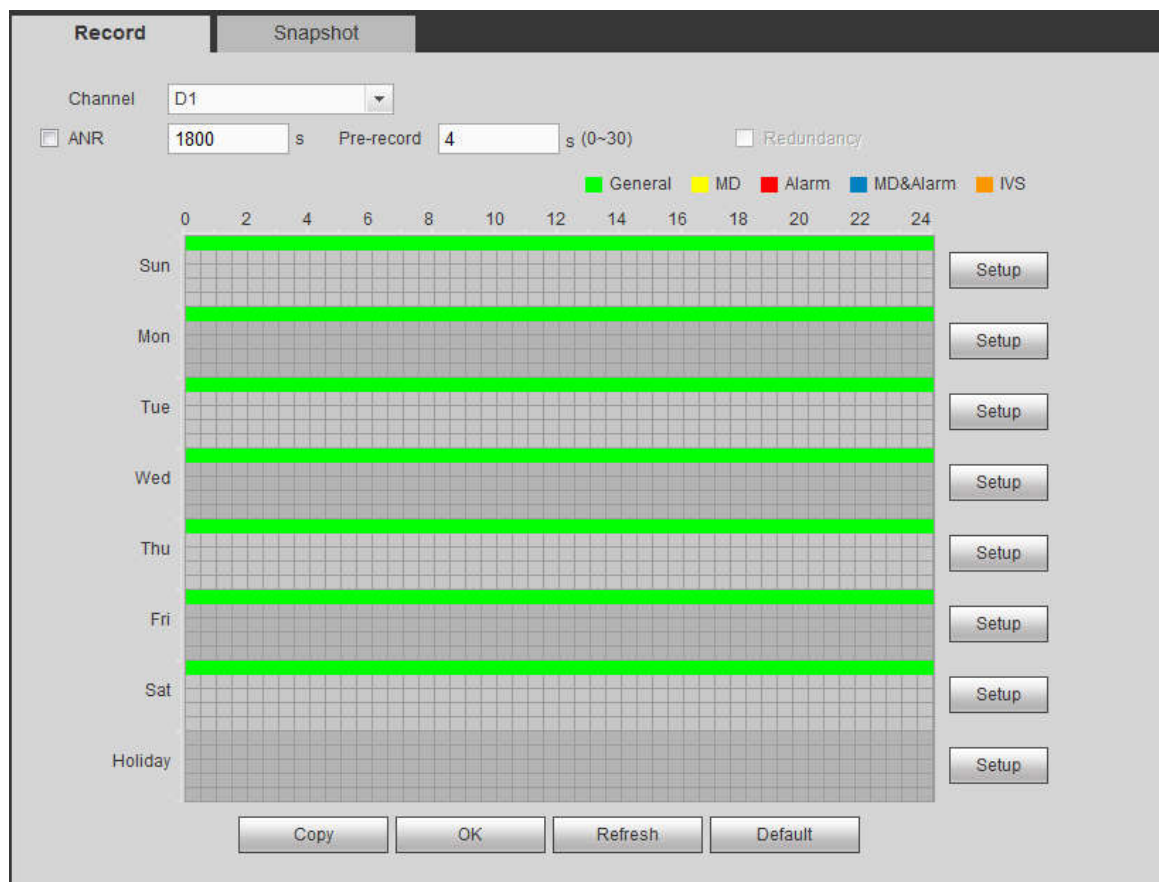 Record Snapshot
Channel D1
ANR 1800 s Pre-record 4 s (0~30) Redundancy
General MD Alarm MD&Alarm IVS
0 2 4 6 8 10 12 14 16 18 20 22 24
Sun Setup
Mon Setup
Tue Setup
Wed Setup
Thu Setup
Fri Setup
Sat Setup
Holiday Setup
Copy OK Refresh Default